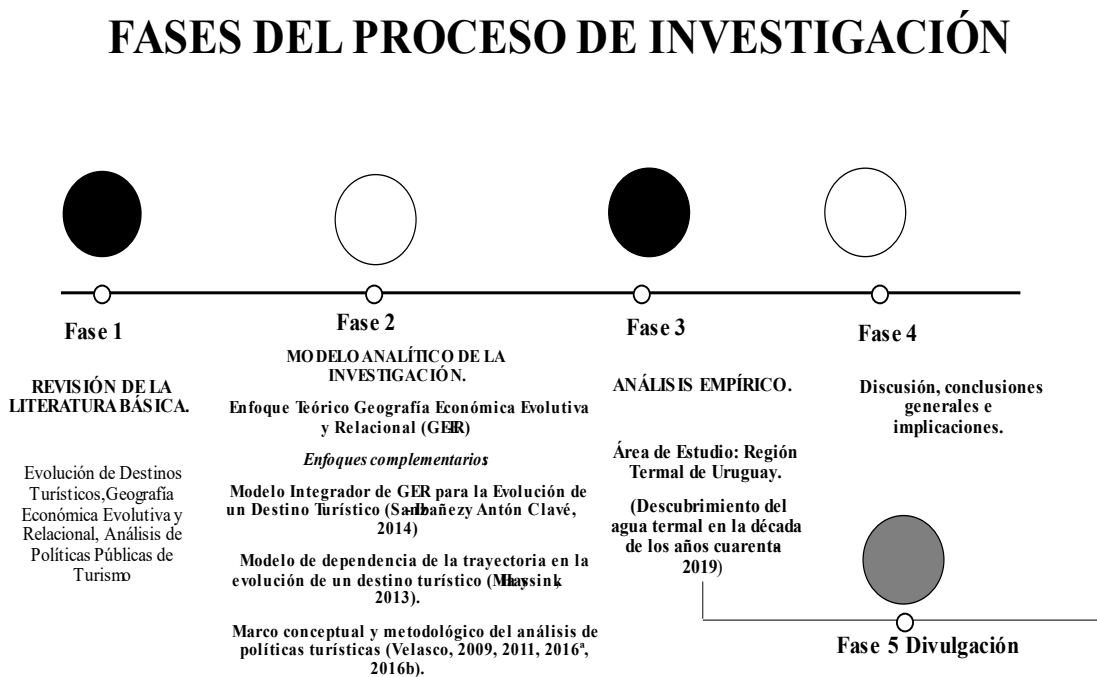 FASES DEL PROCESO DE INVESTIGACIÓN
Fase 1
REVISIÓN DE LA
LITERATURA BÁSICA.
Evolución de Destinos
Turísticos,Geografía
Económica Evolutiva y
Relacional, Análisis de
Políticas Públicas de
Turismo
Fase 2
MODELO ANALÍTICO DE LA
INVESTIGACIÓN.
Enfoque Teórico Geografía Económica Evolutiva
y Relacional
Enfoques complementarios
Modelo Integrador de GER para la Evolución de
un Destino Turístico y Antón Clavé,
2014)
Modelo de dependencia de la trayectoria en la
evolución de un destino turístico
2013).
Marco conceptual y metodológico del análisis de
políticas turísticas (Velasco, 2009, 2011, 2016ª,
2016b).
Fase 3
ANÁLISIS EMPÍRICO.
Área de Estudio: Región
Termal de Uruguay.
(Descubrimiento del
agua termal en la década
de los años cuarenta-
2019)
Fase 4
Discusión, conclusiones
generales e
implicaciones.
Fase 5 Divulgación